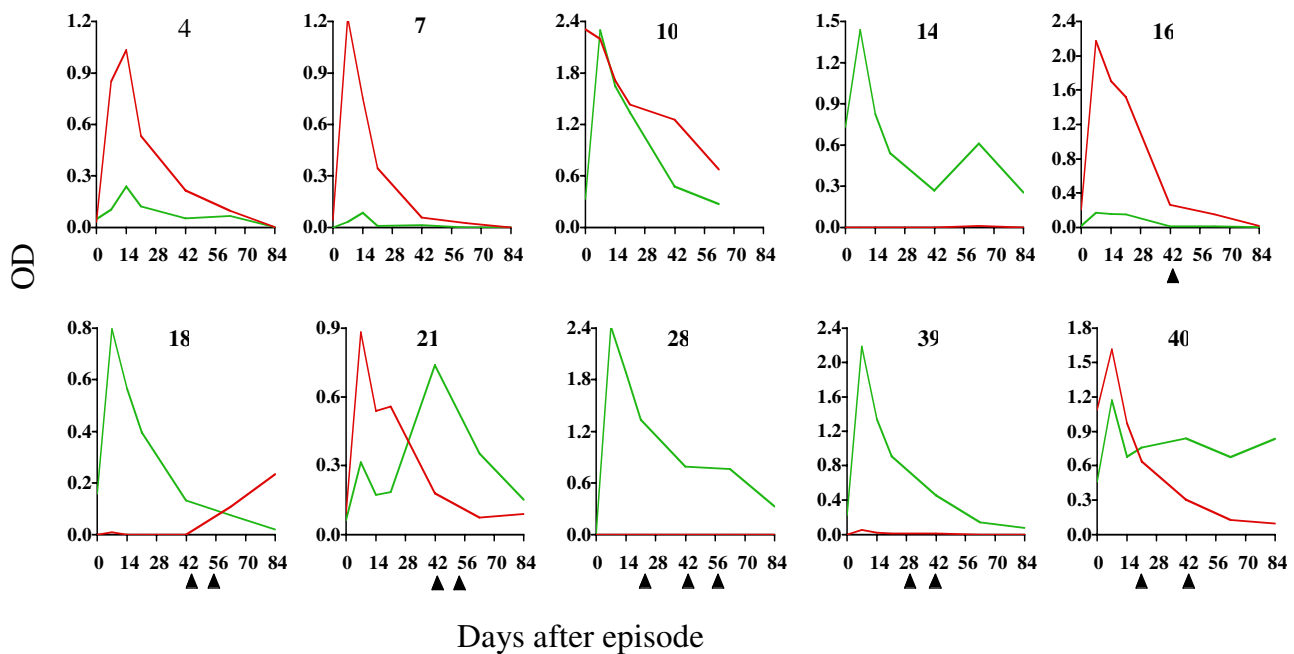 4 7 10 14 16
1.2 1.2 2.4 1.5 2.4
0.9 0.9 1.8 1.2 2.0
0.6 0.6 1.2 0.9 1.6
0.3 0.3 0.6 0.6 1.2
0.0 0.0 0.0 0.3 0.8
0.0 0.4
0.0
0 14 28 42 56 70 84 0 14 28 42 56 70 84 0 14 28 42 56 70 84 0 14 28 42 56 70 84 0 14 28 42 56 70 84
OD
18 21 28 39 40
0.8 0.9 2.4 2.4 1.8
0.6 0.6 1.8 2.0 1.5
0.4 0.3 1.2 1.6 1.2
0.2 0.0 0.6 1.2 0.9
0.0 0.0 0.8 0.6
0.4 0.3
0.0 0.0
0 14 28 42 56 70 84 0 14 28 42 56 70 84 0 14 28 42 56 70 84 0 14 28 42 56 70 84 0 14 28 42 56 70 84
Days after episode